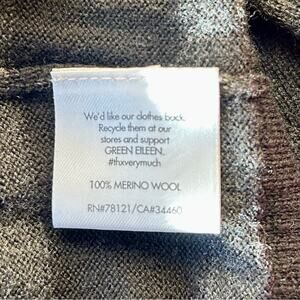 We'd like our clothes back.
Recycle them at our
stores and support
GREEN EILEEN.
#thxverymuch
100% MERINO WOOL
RN#78121/CA#34460